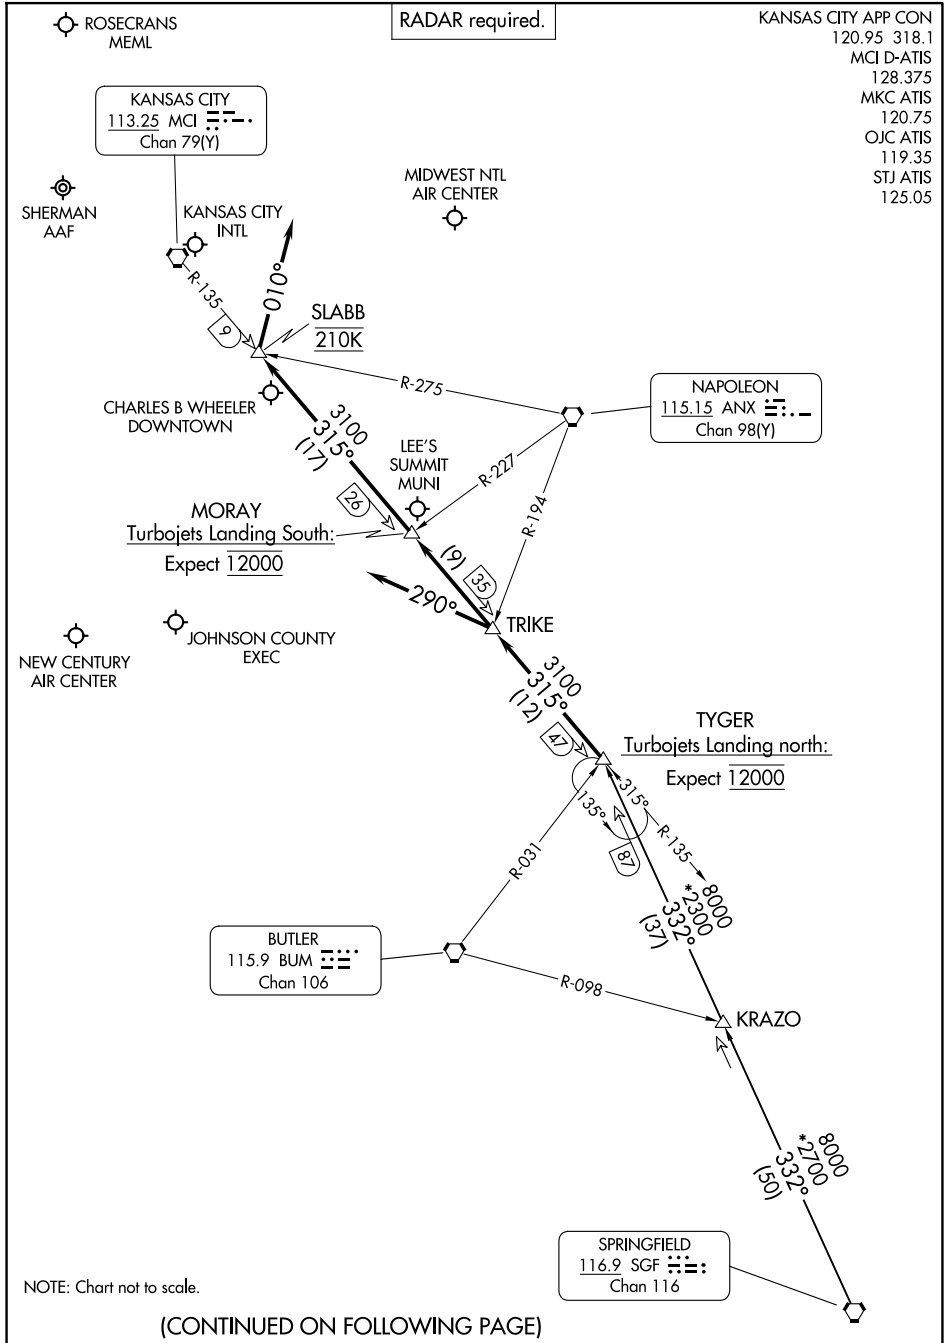 ROSECRANS
MEML
RADAR required.
KANSAS CITY APP CON
120.95 318.1
MCI D-ATIS
128.375
MKC ATIS
120.75
OJC ATIS
119.35
STJ ATIS
125.05
KANSAS CITY
113.25 MCI
Chan 79(Y)
SHERMAN
AAF
KANSAS CITY
INTL
MIDWEST NTL
AIR CENTER
R-135
9
010°
SLABB
210K
R-275
CHARLES B WHEELER
DOWNTOWN
NAPOLEON
115.15 ANX
Chan 98(Y)
3100
315°
(17)
LEE'S
SUMMIT
MUNI
R-227
R-194
26
MORAY
Turbojets Landing South:
Expect 12000
(9)
35
290°
TRIKE
JOHNSON COUNTY
EXEC
NEW CENTURY
AIR CENTER
3100
315°
(12)
47
TYGER
Turbojets Landing north:
Expect 12000
135°
315°
R-135
87
R-031
8000
*2300
332°
(37)
BUTLER
115.9 BUM
Chan 106
R-098
KRAZO
8000
*2700
332°
(50)
SPRINGFIELD
116.9 SGF
Chan 116
NOTE: Chart not to scale.
(CONTINUED ON FOLLOWING PAGE)